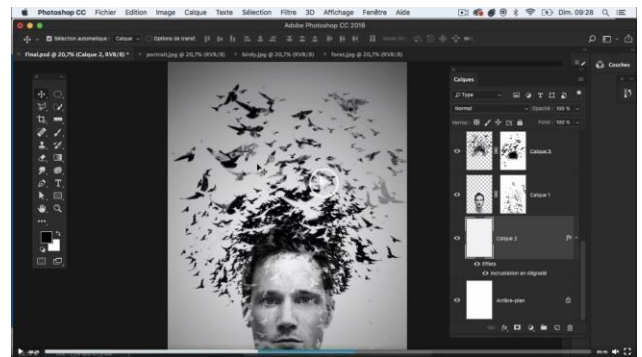 Photoshop CC Fichier Edition Image Calque Texte Sélection Filtre 3D Affichage Fenêtre Aide Dim. 09:28
Adobe Photoshop CC 2018
Sélection automatique : Calque Options de transf.
Final.psd @ 20,7% (Calque 2, RVB/8) * portrait.jpg @ 20,7% (RVB/8) birdy.jpg @ 20,7% (RVB/8) foret.jpg @ 20,7% (RVB/8)
Couches
Calques
Type
Normal Opacité : 100 %
Verrou : Fond : 100 %
Calque 3
Calque 1
Calque 2 fx
Effets
Incrustation en dégradé
Arrière-plan